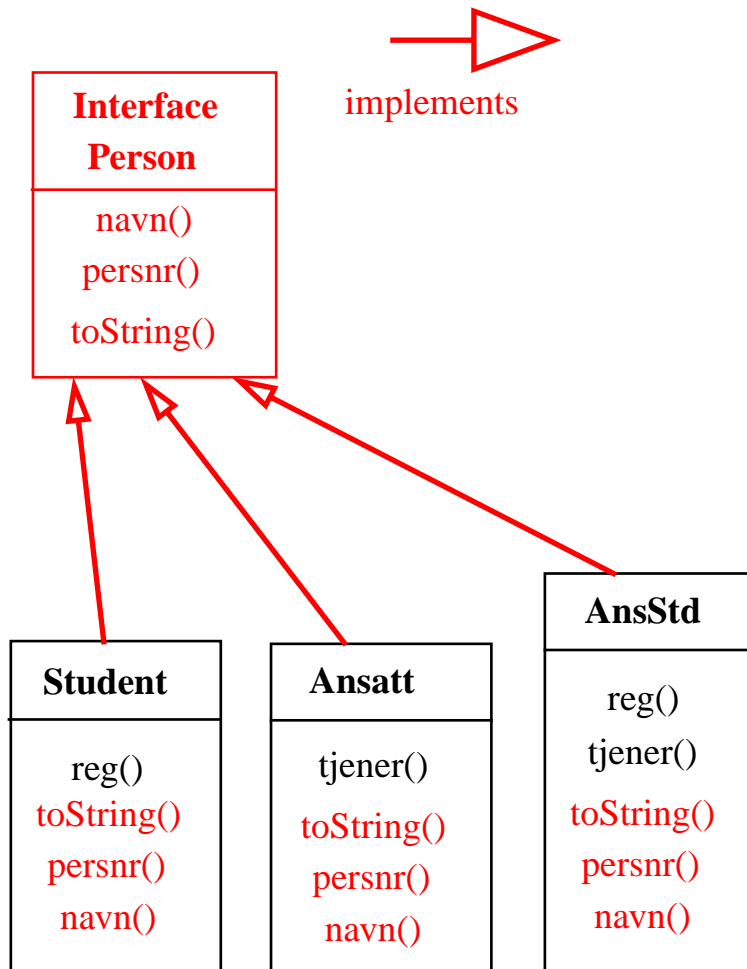 implements
Interface
Person
navn()
persnr()
toString()
Student
reg()
toString()
persnr()
navn()
Ansatt
tjener()
toString()
persnr()
navn()
AnsStd
reg()
tjener()
toString()
persnr()
navn()